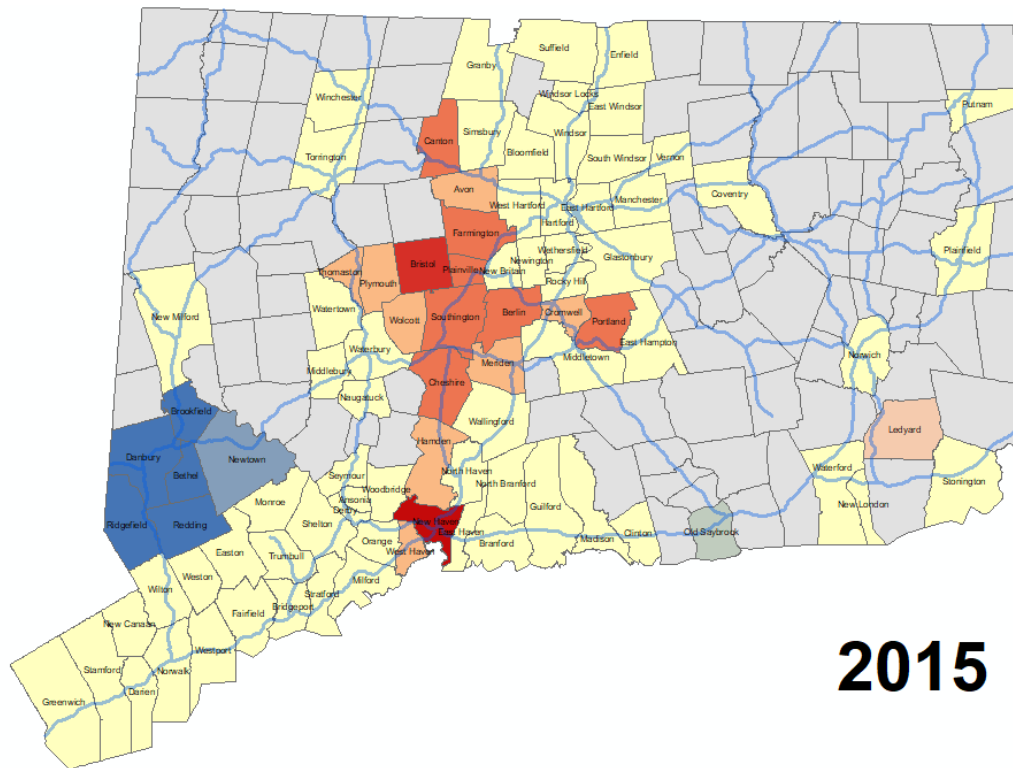 Suffield
Enfield
Granby
Winchester
Windsor Locks
East Windsor
Putnam
Canton
Simsbury
Windsor
Torrington
Bloomfield
South Windsor
Vernon
Avon
Coventry
West Hartford
Manchester
East Hartford
Hartford
Farmington
Wethersfield
Plainfield
Glastonbury
Newington
Bristol
Plainville
New Britain
Thomaston
Rocky Hill
Plymouth
Watertown
Wolcott
Southington
Berlin
Cromwell
Portland
New Milford
East Hampton
Waterbury
Middletown
Norwich
Meriden
Middlebury
Cheshire
Naugatuck
Brookfield
Wallingford
Ledyard
Hamden
Danbury
Newtown
Bethel
North Haven
Waterford
Seymour
Stonington
Woodbridge
North Branford
Ansonia
Monroe
New London
Guilford
Derby
Ridgefield
Redding
Shelton
New Haven
East Haven
Old Saybrook
Clinton
Madison
Orange
Branford
West Haven
Easton
Trumbull
Weston
Milford
Wilton
Stratford
Bridgeport
Fairfield
New Canaan
Westport
Stamford
Norwalk
Darien
Greenwich
2015